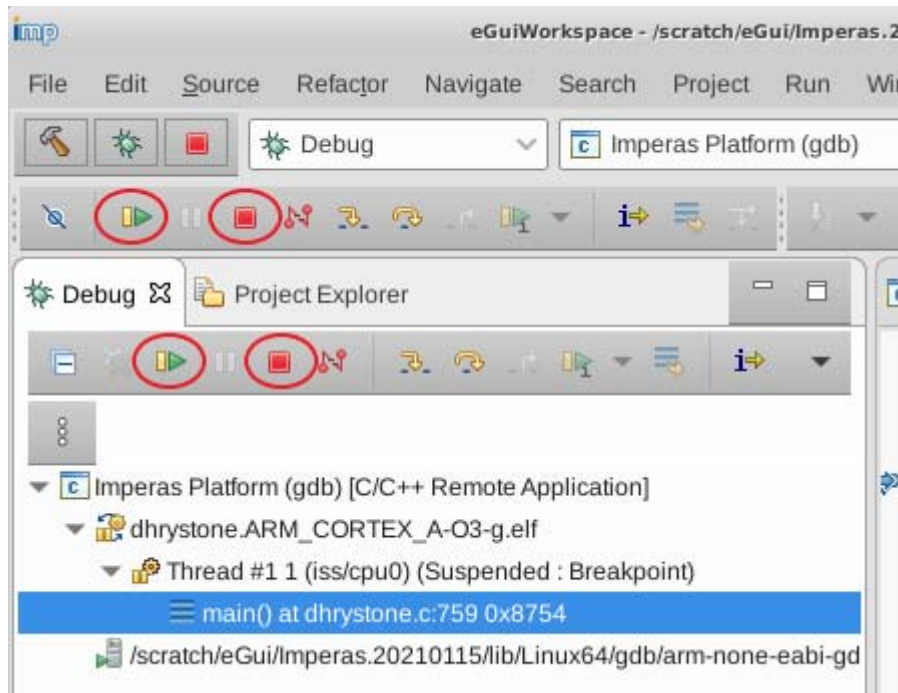 imp
eGuiWorkspace - /scratch/eGui/Imperas.2
File Edit Source Refactor Navigate Search Project Run Wi
Debug Imperas Platform (gdb)
Debug Project Explorer
Imperas Platform (gdb) [C/C++ Remote Application]
dhrystone.ARM_CORTEX_A-O3-g.elf
Thread #1 1 (iss/cpu0) (Suspended : Breakpoint)
main() at dhrystone.c:759 0x8754
/scratch/eGui/Imperas.20210115/lib/Linux64/gdb/arm-none-eabi-gd